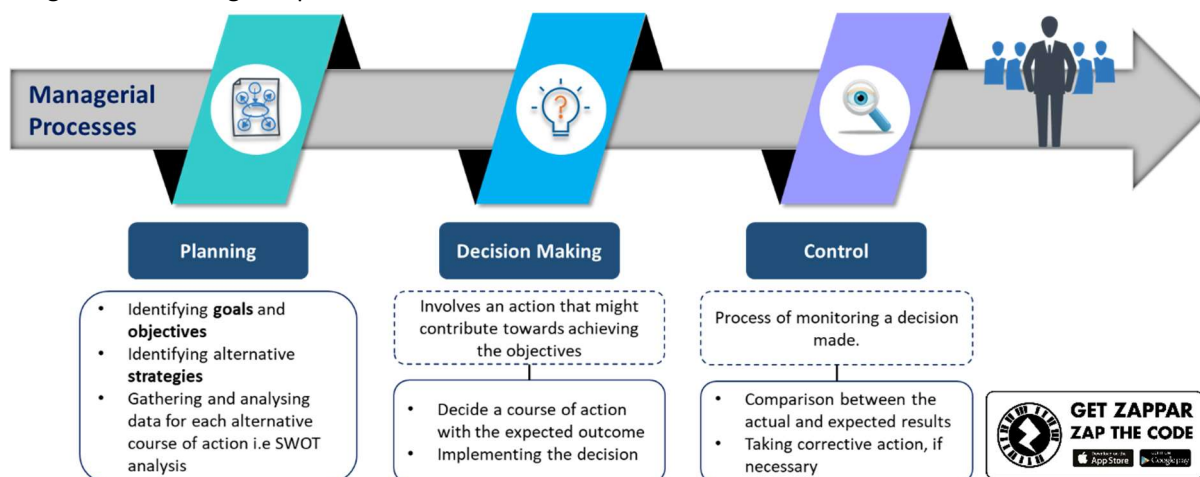 Managerial
Processes
?
Planning
• Identifying goals and
objectives
• Identifying alternative
strategies
• Gathering and analysing
data for each alternative
course of action i.e SWOT
analysis
Decision Making
Involves an action that might
contribute towards achieving
the objectives
• Decide a course of action
with the expected outcome
• Implementing the decision
Control
Process of monitoring a decision
made.
• Comparison between the
actual and expected results
• Taking corrective action, if
necessary
GET ZAPPAR
ZAP THE CODE
App Store
Google play